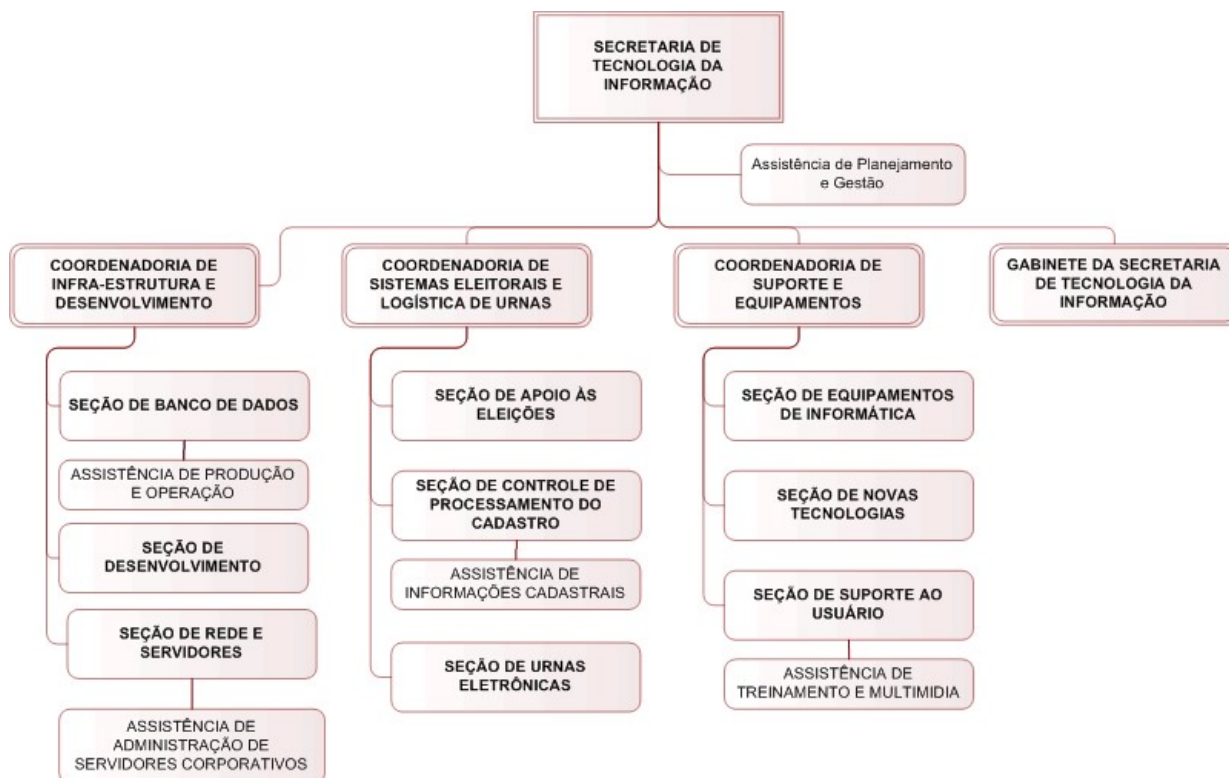 SECRETARIA DE
TECNOLOGIA DA
INFORMAÇÃO
Assistência de Planejamento
e Gestão
COORDENADORIA DE
INFRA-ESTRUTURA E
DESENVOLVIMENTO
COORDENADORIA DE
SISTEMAS ELEITORAIS E
LOGÍSTICA DE URNAS
COORDENADORIA DE
SUPORTE E
EQUIPAMENTOS
GABINETE DA SECRETARIA
DE TECNOLOGIA DA
INFORMAÇÃO
SEÇÃO DE BANCO DE DADOS
ASSISTÊNCIA DE PRODUÇÃO
E OPERAÇÃO
SEÇÃO DE
DESENVOLVIMENTO
SEÇÃO DE REDE E
SERVIDORES
ASSISTÊNCIA DE
ADMINISTRAÇÃO DE
SERVIDORES CORPORATIVOS
SEÇÃO DE APOIO ÀS
ELEIÇÕES
SEÇÃO DE CONTROLE DE
PROCESSAMENTO DO
CADASTRO
ASSISTÊNCIA DE
INFORMAÇÕES CADASTRAIS
SEÇÃO DE URNAS
ELETRÔNICAS
SEÇÃO DE EQUIPAMENTOS
DE INFORMÁTICA
SEÇÃO DE NOVAS
TECNOLOGIAS
SEÇÃO DE SUPORTE AO
USUÁRIO
ASSISTÊNCIA DE
TREINAMENTO E MULTIMIDIA